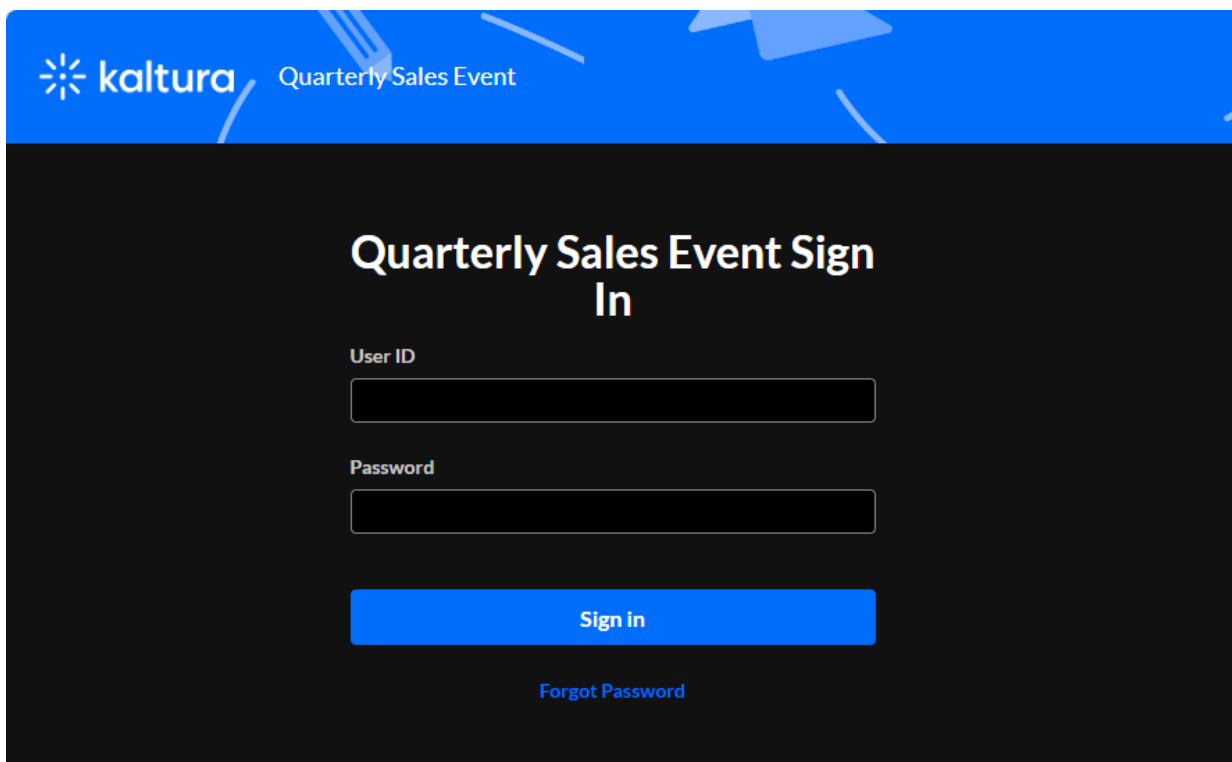 kaltura Quarterly Sales Event
Quarterly Sales Event Sign
In
User ID
Password
Sign in
Forgot Password